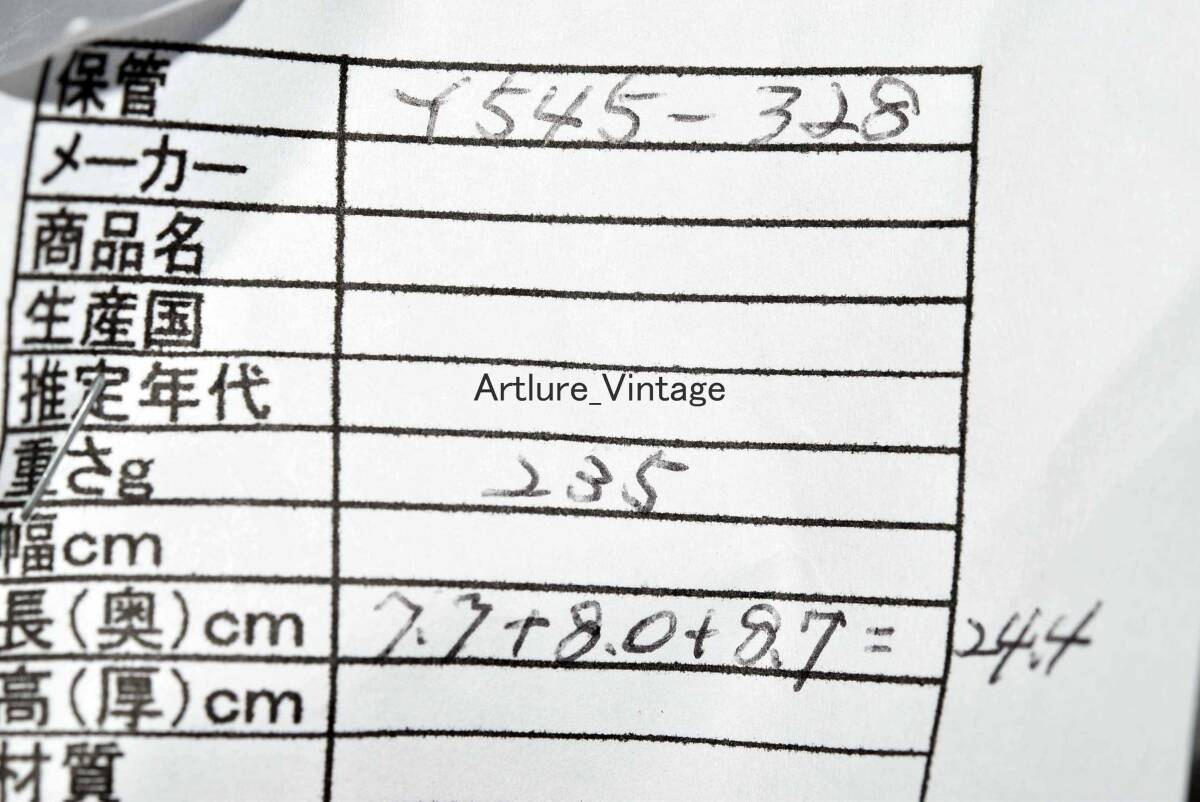 保管 Y545-328
メーカー
商品名
生産国
推定年代
Artlure_Vintage
重さg 235
幅cm
長(奥)cm 7.7+8.0+8.7= 24.4
高(厚)cm
材質